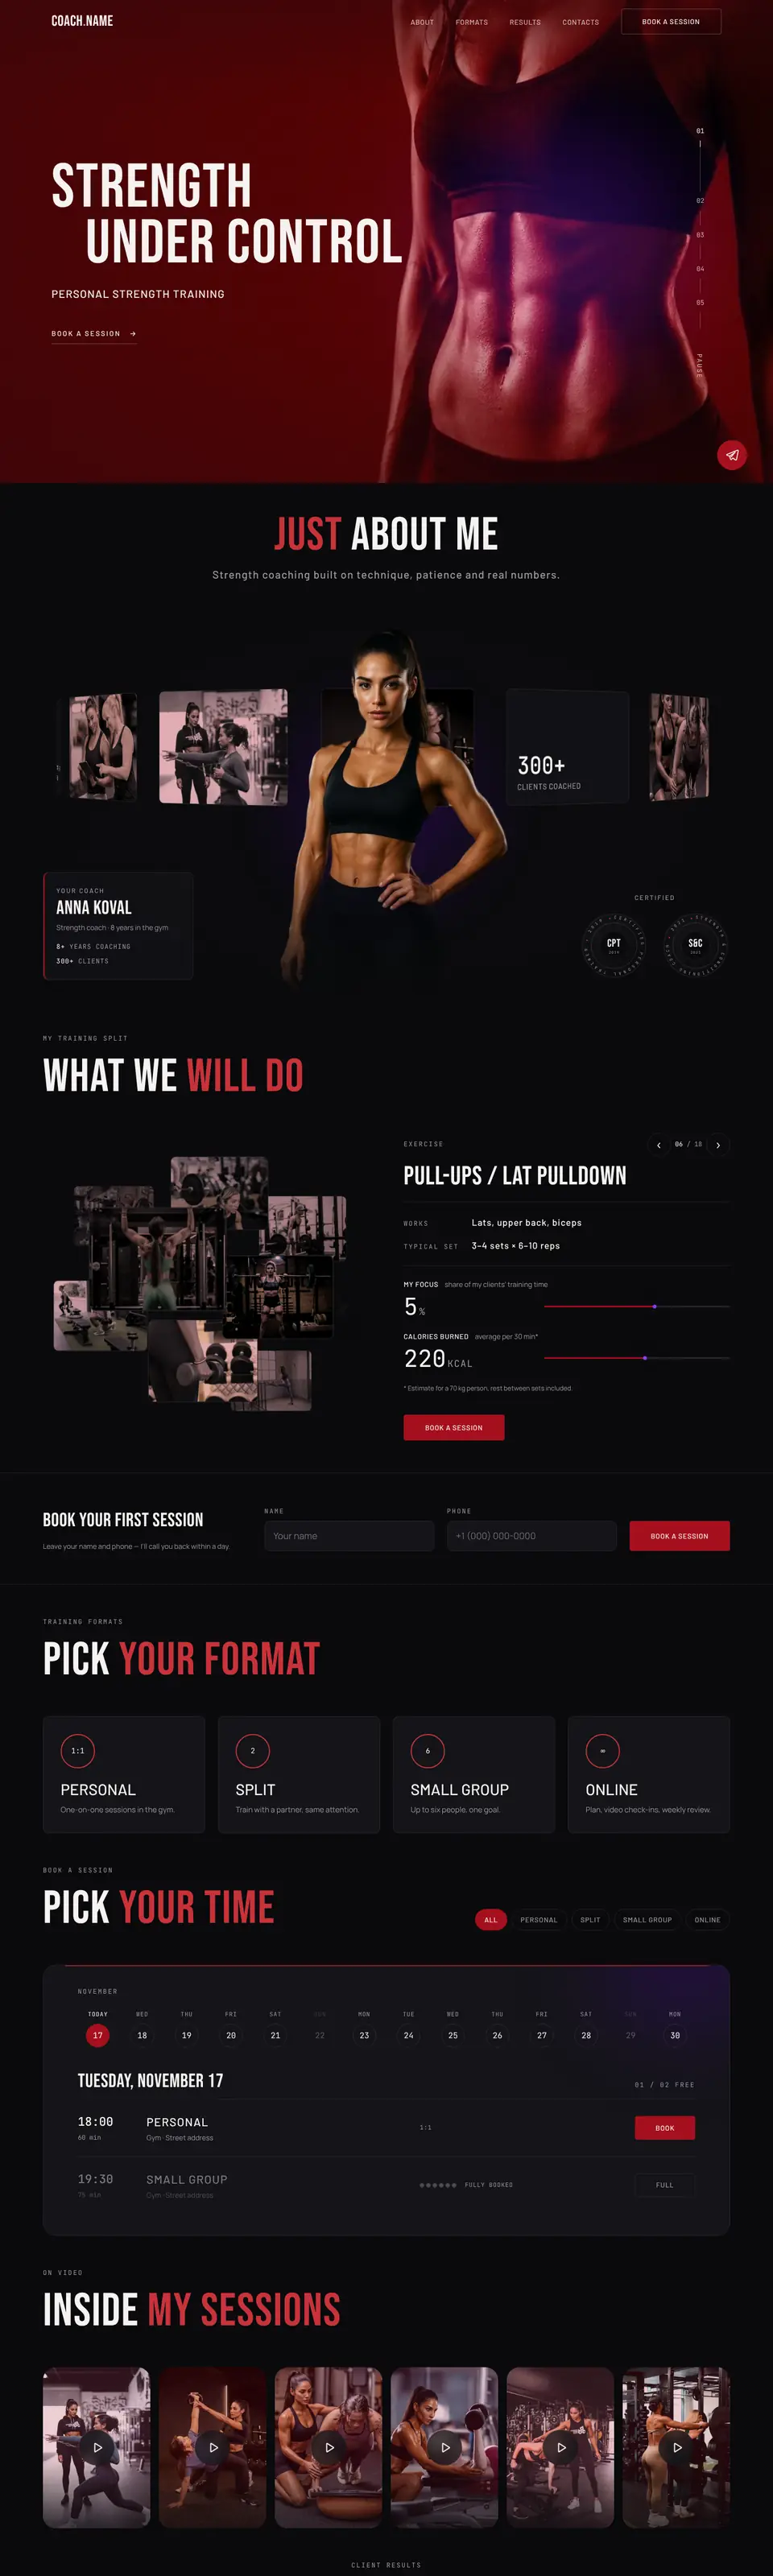 COACH.NAME
ABOUT
FORMATS
RESULTS
CONTACTS
BOOK A SESSION
01
02
03
04
05
PAUSE
STRENGTH
UNDER CONTROL
PERSONAL STRENGTH TRAINING
BOOK A SESSION →
JUST ABOUT ME
Strength coaching built on technique, patience and real numbers.
300+
CLIENTS COACHED
YOUR COACH
ANNA KOVAL
Strength coach · 8 years in the gym
8+ YEARS COACHING
300+ CLIENTS
CERTIFIED
CPT
2019
S&C
2021
MY TRAINING SPLIT
WHAT WE WILL DO
EXERCISE
06 / 18
PULL-UPS / LAT PULLDOWN
WORKS Lats, upper back, biceps
TYPICAL SET 3–4 sets × 6–10 reps
MY FOCUS share of my clients' training time
5 %
CALORIES BURNED average per 30 min*
220 KCAL
* Estimate for a 70 kg person, rest between sets included
BOOK A SESSION
BOOK YOUR FIRST SESSION
Leave your name and phone — I'll call you back within a day.
NAME
Your name
PHONE
+1 (000) 000-0000
BOOK A SESSION
TRAINING FORMATS
PICK YOUR FORMAT
1:1
PERSONAL
One-on-one sessions in the gym.
2
SPLIT
Train with a partner, same attention.
6
SMALL GROUP
Up to six people, one goal.
∞
ONLINE
Plan, video check-ins, weekly review.
BOOK A SESSION
PICK YOUR TIME
ALL
PERSONAL
SPLIT
SMALL GROUP
ONLINE
NOVEMBER
TODAY WED THU FRI SAT SUN MON TUE WED THU FRI SAT SUN MON
17 18 19 20 21 22 23 24 25 26 27 28 29 30
TUESDAY, NOVEMBER 17
01 / 02 FREE
18:00 PERSONAL 1:1 BOOK
60 min Gym · Street address
19:30 SMALL GROUP FULLY BOOKED FULL
75 min Gym · Street address
ON VIDEO
INSIDE MY SESSIONS
CLIENT RESULTS